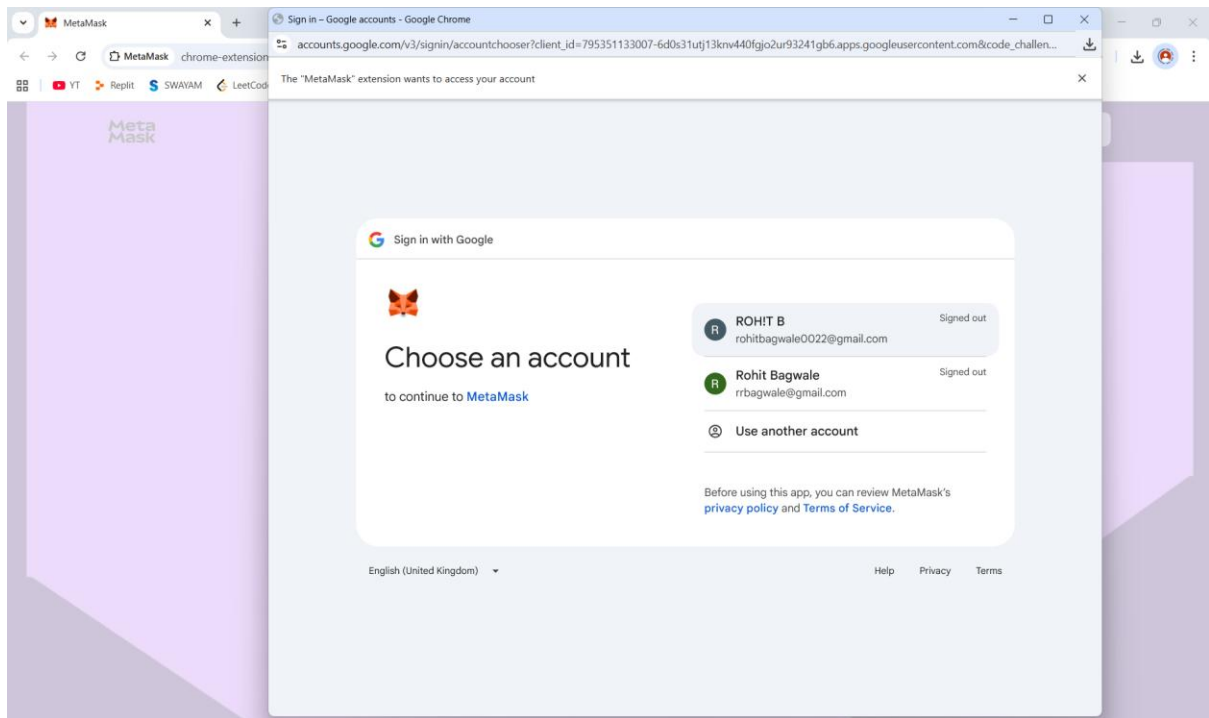 MetaMask
Sign in – Google accounts - Google Chrome
MetaMask chrome-extension
accounts.google.com/v3/signin/accountchooser?client_id=795351133007-6d0s31utj13knv440fgjo2ur93241gb6.apps.googleusercontent.com&code_challen...
YT Replit SWAYAM LeetCod
The "MetaMask" extension wants to access your account
Meta
Mask
Sign in with Google
Choose an account
to continue to MetaMask
R ROH!T B Signed out
rohitbagwale0022@gmail.com
R Rohit Bagwale Signed out
rrbagwale@gmail.com
Use another account
Before using this app, you can review MetaMask's
privacy policy and Terms of Service.
English (United Kingdom) Help Privacy Terms